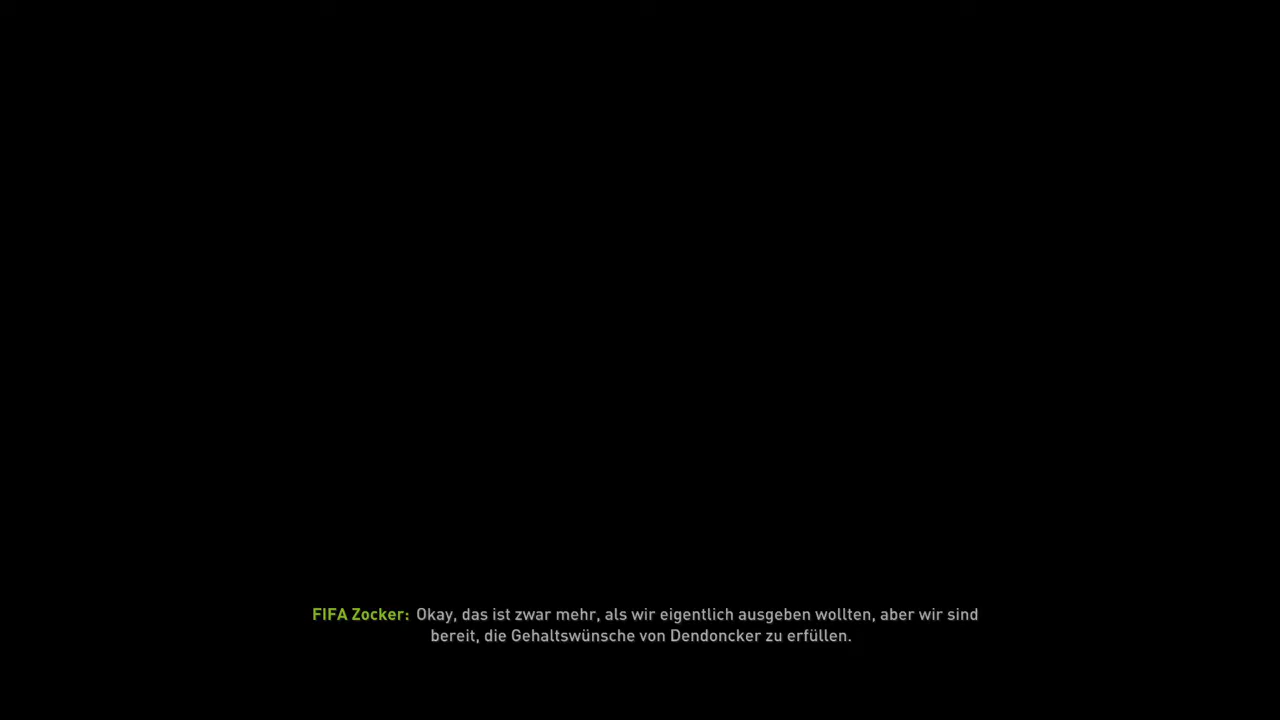 FIFA Zocker: Okay, das ist zwar mehr, als wir eigentlich ausgeben wollten, aber wir sind
bereit, die Gehaltswünsche von Dendoncker zu erfüllen.